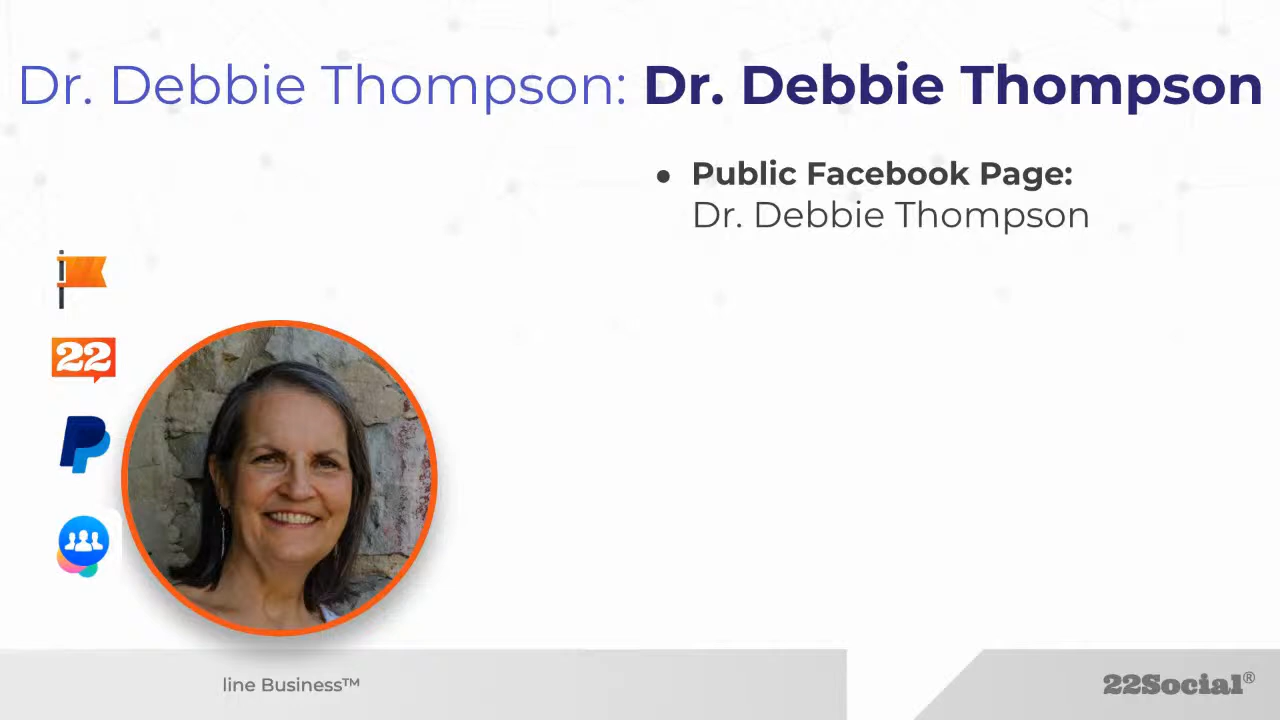 Dr. Debbie Thompson: Dr. Debbie Thompson
● Public Facebook Page:
Dr. Debbie Thompson
22
line Business™
22Social®